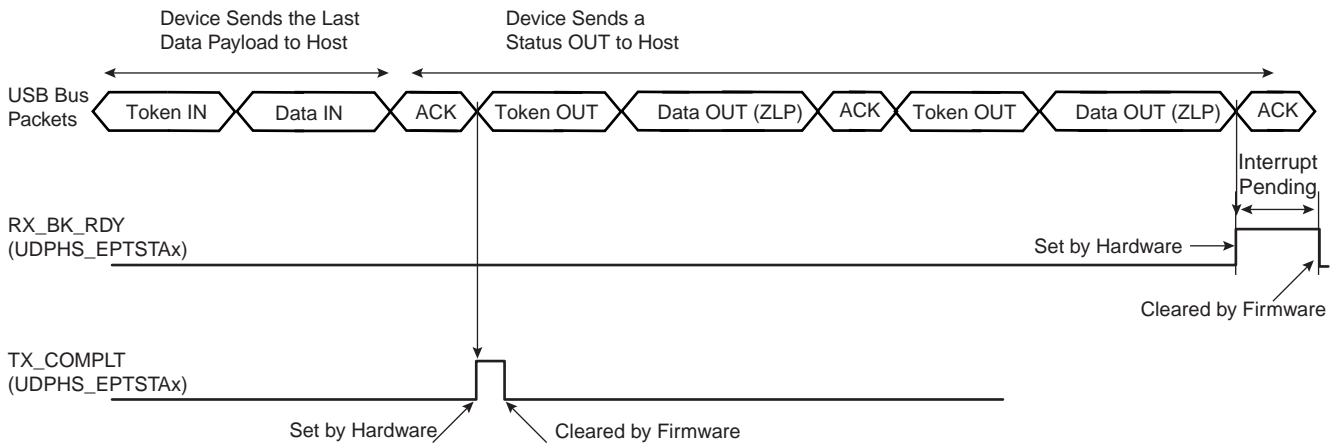 Device Sends the Last
Data Payload to Host
Device Sends a
Status OUT to Host
USB Bus
Packets
Token IN
Data IN
ACK
Token OUT
Data OUT (ZLP)
ACK
Token OUT
Data OUT (ZLP)
ACK
Interrupt
Pending
RX_BK_RDY
(UDPHS_EPTSTAx)
Set by Hardware
Cleared by Firmware
TX_COMPLT
(UDPHS_EPTSTAx)
Set by Hardware
Cleared by Firmware